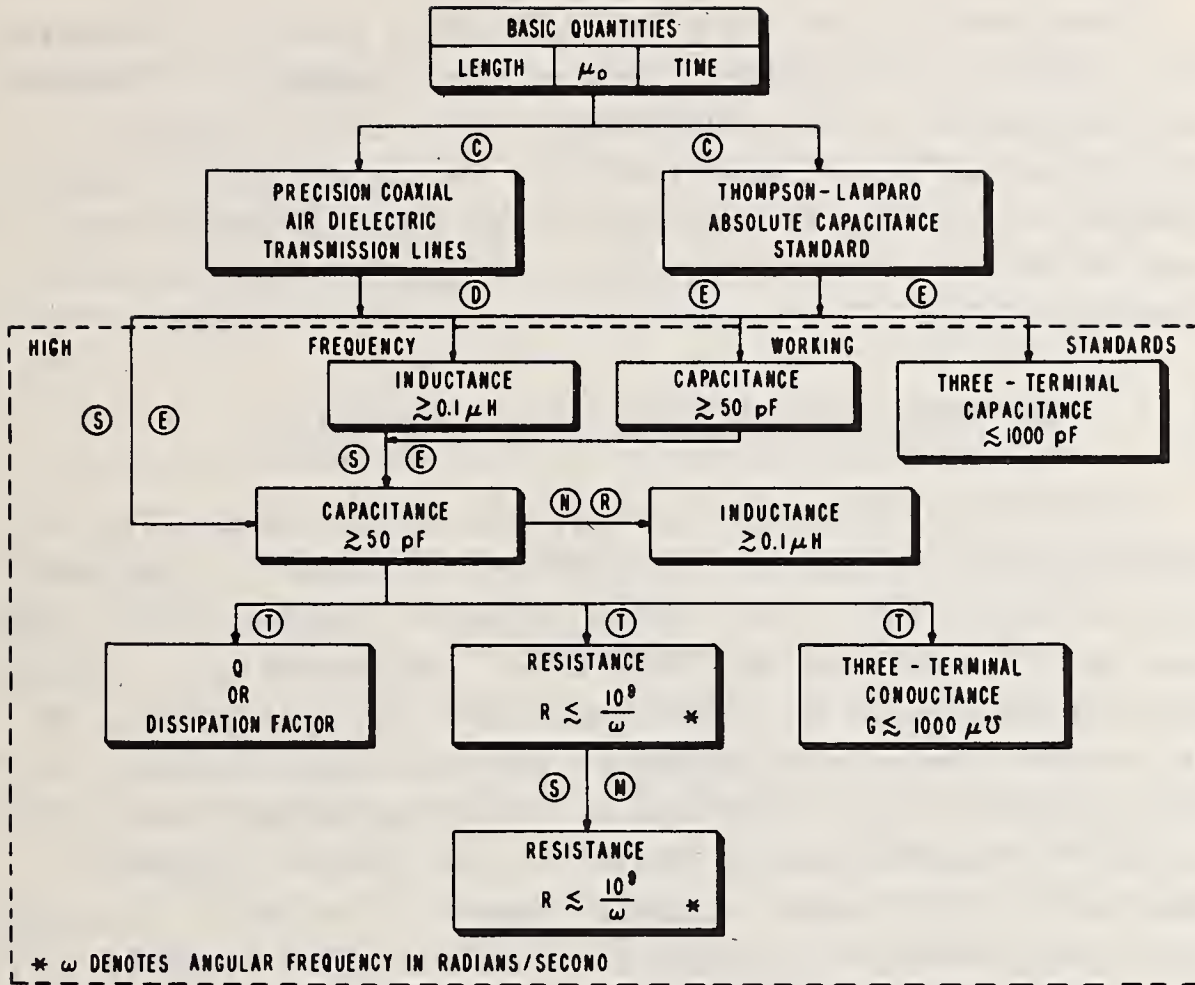 BASIC QUANTITIES
LENGTH μ₀ TIME
Ⓒ Ⓒ
PRECISION COAXIAL
AIR DIELECTRIC
TRANSMISSION LINES
THOMPSON-LAMPARO
ABSOLUTE CAPACITANCE
STANDARD
Ⓓ Ⓔ Ⓔ
HIGH FREQUENCY WORKING STANDARDS
Ⓢ Ⓔ
INDUCTANCE
≳ 0.1 μH
CAPACITANCE
≳ 50 pF
THREE - TERMINAL
CAPACITANCE
≲ 1000 pF
Ⓢ Ⓔ
CAPACITANCE
≳ 50 pF
Ⓝ Ⓡ
INDUCTANCE
≳ 0.1 μH
Ⓣ Ⓣ Ⓣ
Q
OR
DISSIPATION FACTOR
RESISTANCE
R ≲ 10⁹/ω *
THREE - TERMINAL
CONDUCTANCE
G ≲ 1000 μ℧
Ⓢ Ⓝ
RESISTANCE
R ≲ 10⁹/ω *
* ω DENOTES ANGULAR FREQUENCY IN RADIANS/SECOND